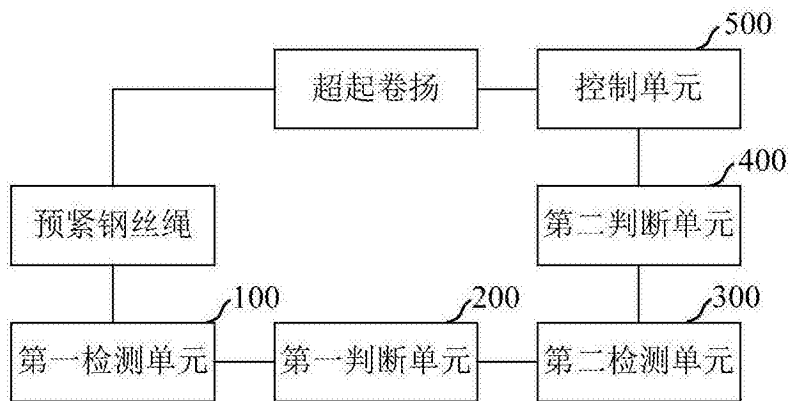 500
超起卷扬
控制单元
400
预紧钢丝绳
第二判断单元
100
200
300
第一检测单元
第一判断单元
第二检测单元